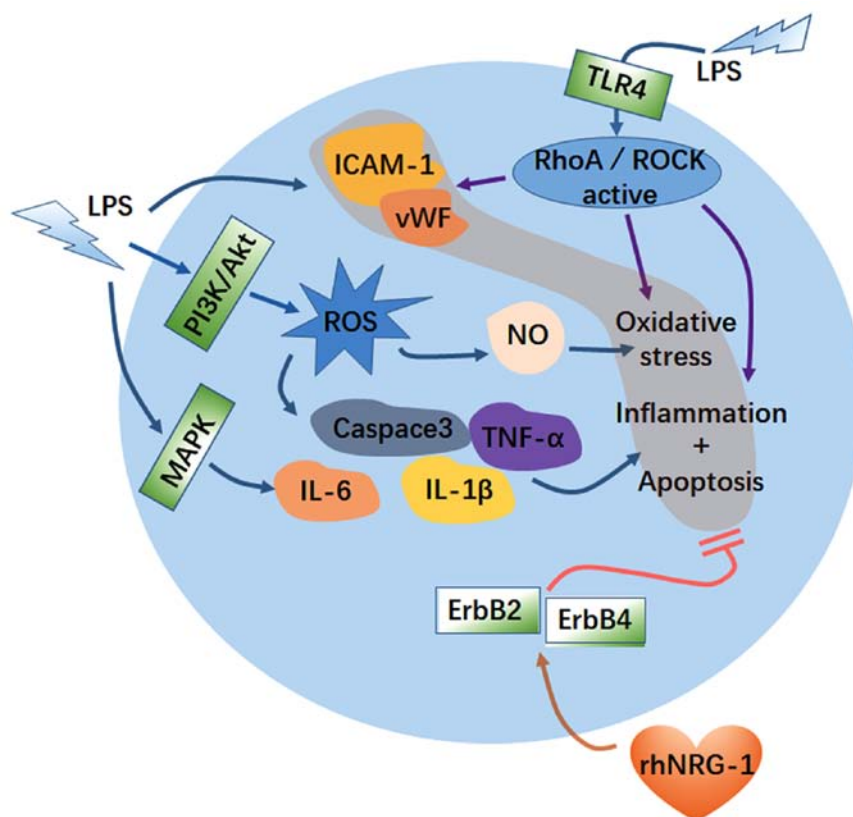 LPS
TLR4
ICAM-1
RhoA / ROCK
active
LPS
vWF
PI3K/Akt
ROS
NO
Oxidative
stress
Caspace3
TNF-α
Inflammation
+
Apoptosis
MAPK
IL-6
IL-1β
ErbB2
ErbB4
rhNRG-1